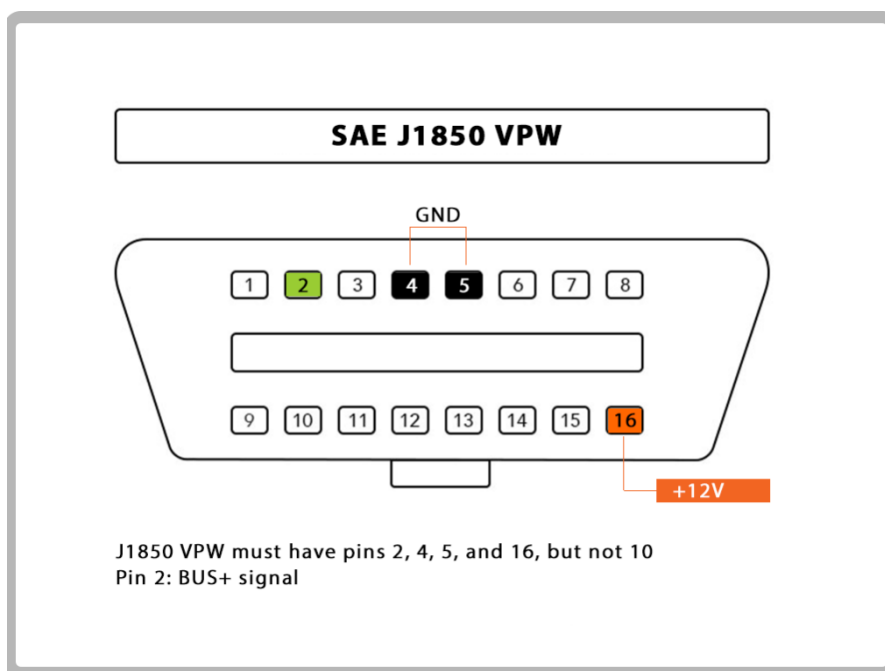 SAE J1850 VPW
GND
1 2 3 4 5 6 7 8
9 10 11 12 13 14 15 16
+12V
J1850 VPW must have pins 2, 4, 5, and 16, but not 10
Pin 2: BUS+ signal